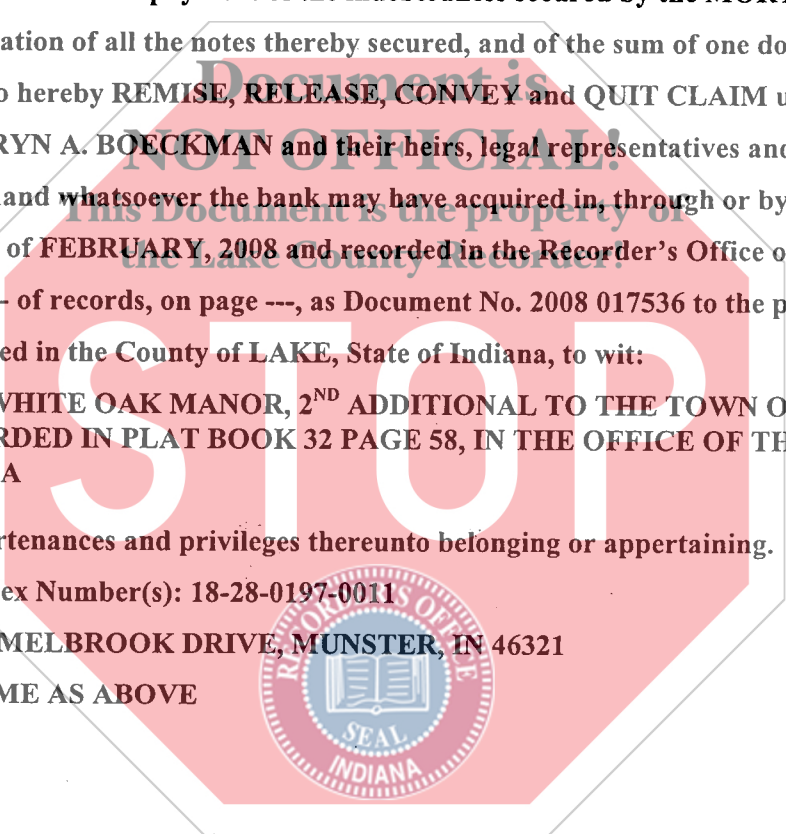 ation of all the notes thereby secured, and of the sum of one do
o hereby REMISE, RELEASE, CONVEY and QUIT CLAIM u
RYN A. BOECKMAN and their heirs, legal representatives and
and whatsoever the bank may have acquired in, through or by
of FEBRUARY, 2008 and recorded in the Recorder's Office o
- of records, on page ---, as Document No. 2008 017536 to the p
ed in the County of LAKE, State of Indiana, to wit:
WHITE OAK MANOR, 2ND ADDITIONAL TO THE TOWN O
RDED IN PLAT BOOK 32 PAGE 58, IN THE OFFICE OF TH
A
rtenances and privileges thereunto belonging or appertaining.
ex Number(s): 18-28-0197-0011
MELBROOK DRIVE, MUNSTER, IN 46321
ME AS ABOVE
Document is
NOT OFFICIAL!
This Document is the property of
the Lake County Recorder!
STOP
RECORDER'S OFFICE
SEAL
INDIANA